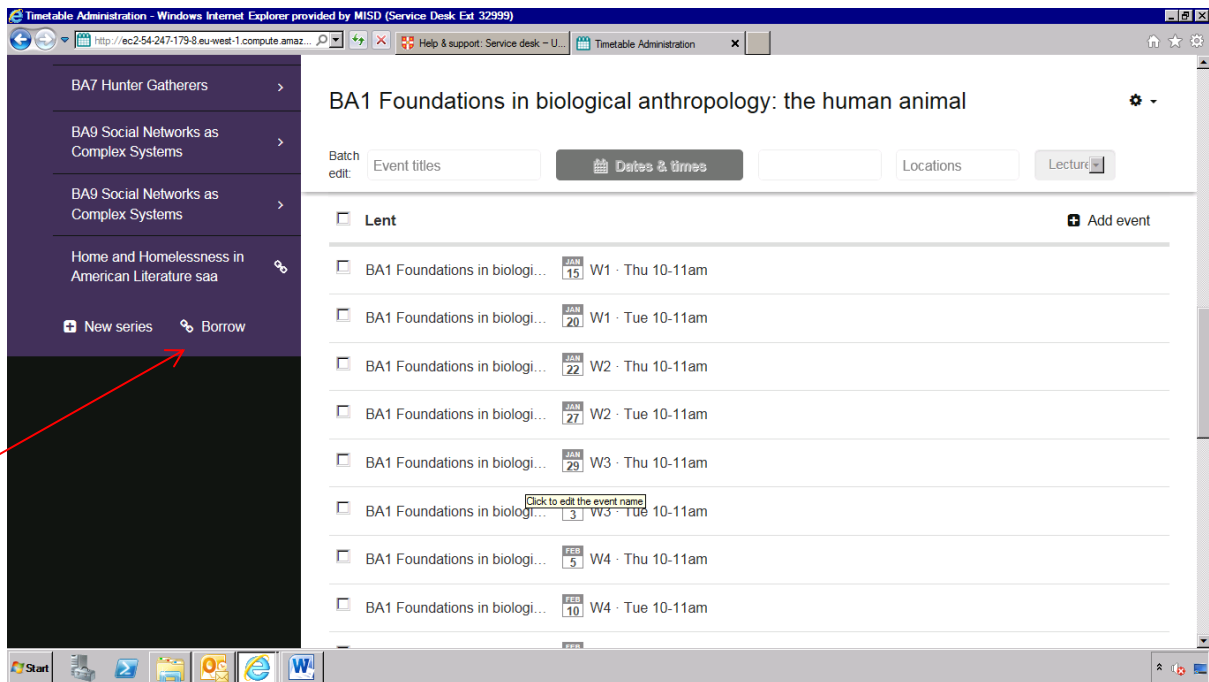 Timetable Administration - Windows Internet Explorer provided by MISD (Service Desk Ext 32999)
http://ec2-54-247-179-8.eu-west-1.compute.amaz...
Help & support: Service desk – U...
Timetable Administration
BA7 Hunter Gatherers
BA9 Social Networks as
Complex Systems
BA9 Social Networks as
Complex Systems
Home and Homelessness in
American Literature saa
New series
Borrow
BA1 Foundations in biological anthropology: the human animal
Batch
edit:
Event titles
Dates & times
Locations
Lecture
Lent
Add event
BA1 Foundations in biologi... JAN 15 W1 · Thu 10-11am
BA1 Foundations in biologi... JAN 20 W1 · Tue 10-11am
BA1 Foundations in biologi... JAN 22 W2 · Thu 10-11am
BA1 Foundations in biologi... JAN 27 W2 · Tue 10-11am
BA1 Foundations in biologi... JAN 29 W3 · Thu 10-11am
Click to edit the event name
BA1 Foundations in biologi... 3 W3 · Tue 10-11am
BA1 Foundations in biologi... FEB 5 W4 · Thu 10-11am
BA1 Foundations in biologi... FEB 10 W4 · Tue 10-11am
FEB
Start